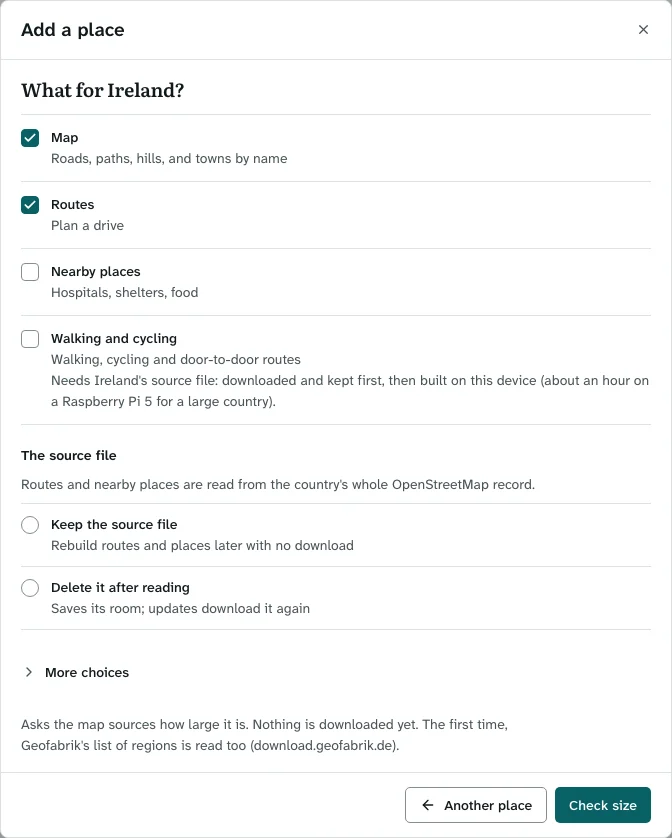 Add a place
What for Ireland?
Map
Roads, paths, hills, and towns by name
Routes
Plan a drive
Nearby places
Hospitals, shelters, food
Walking and cycling
Walking, cycling and door-to-door routes
Needs Ireland's source file: downloaded and kept first, then built on this device (about an hour on
a Raspberry Pi 5 for a large country).
The source file
Routes and nearby places are read from the country's whole OpenStreetMap record.
Keep the source file
Rebuild routes and places later with no download
Delete it after reading
Saves its room; updates download it again
More choices
Asks the map sources how large it is. Nothing is downloaded yet. The first time,
Geofabrik's list of regions is read too (download.geofabrik.de).
← Another place
Check size